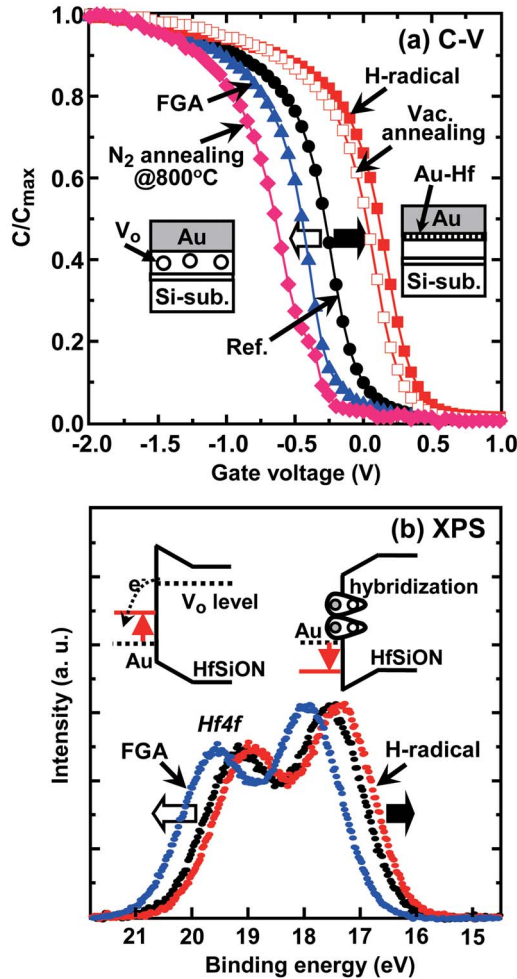 (a) C-V
H-radical
FGA
Vac.
annealing
N2 annealing
@800°C
Au-Hf
Vo
Au
Au
Si-sub.
Si-sub.
Ref.
C/Cmax
1.0
0.8
0.6
0.4
0.2
0.0
-2.0 -1.5 -1.0 -0.5 0.0 0.5 1.0
Gate voltage (V)
(b) XPS
e-
hybridization
Vo level
Au
Au
HfSiON
HfSiON
Hf4f
FGA
H-radical
Intensity (a. u.)
21 20 19 18 17 16 15
Binding energy (eV)